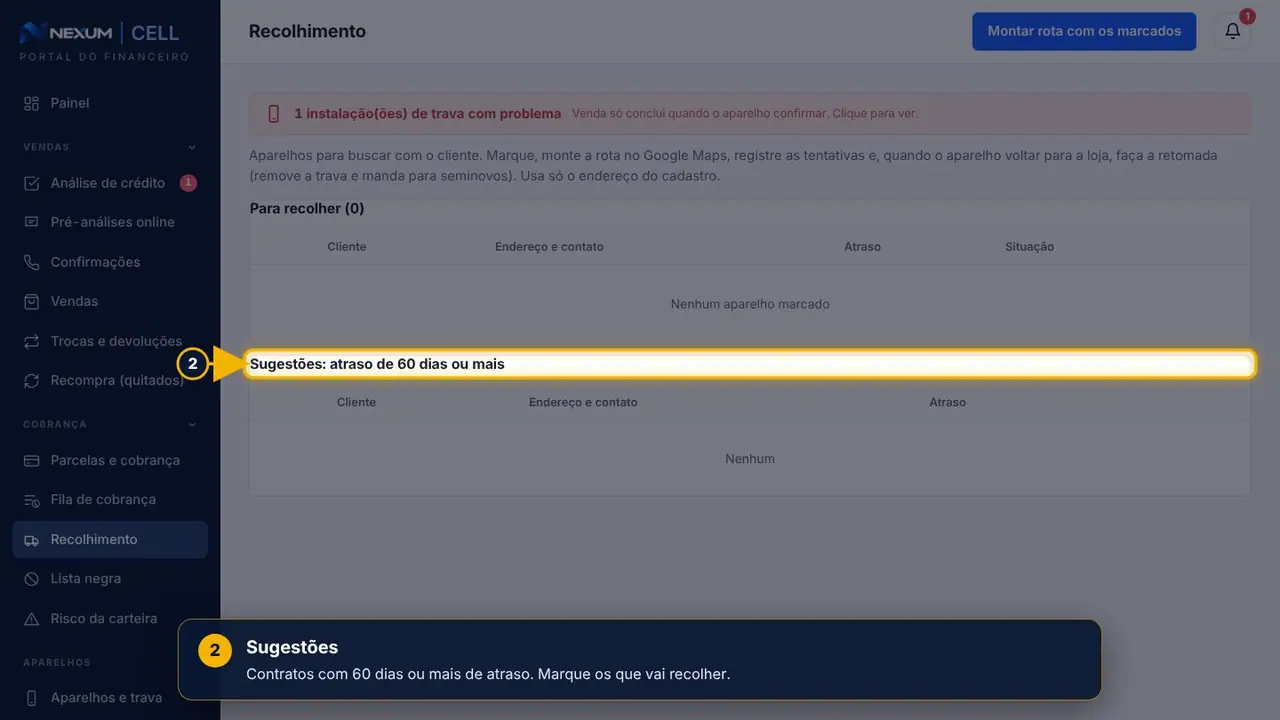 NEXUM | CELL
PORTAL DO FINANCEIRO
Painel
VENDAS
Análise de crédito 1
Pré-análises online
Confirmações
Vendas
Trocas e devoluções
Recompra (quitados)
COBRANÇA
Parcelas e cobrança
Fila de cobrança
Recolhimento
Lista negra
Risco da carteira
APARELHOS
Aparelhos e trava
Recolhimento
Montar rota com os marcados
1
1 instalação(ões) de trava com problema Venda só conclui quando o aparelho confirmar. Clique para ver.
Aparelhos para buscar com o cliente. Marque, monte a rota no Google Maps, registre as tentativas e, quando o aparelho voltar para a loja, faça a retomada
(remove a trava e manda para seminovos). Usa só o endereço do cadastro.
Para recolher (0)
Cliente Endereço e contato Atraso Situação
Nenhum aparelho marcado
2 Sugestões: atraso de 60 dias ou mais
Cliente Endereço e contato Atraso
Nenhum
2 Sugestões
Contratos com 60 dias ou mais de atraso. Marque os que vai recolher.